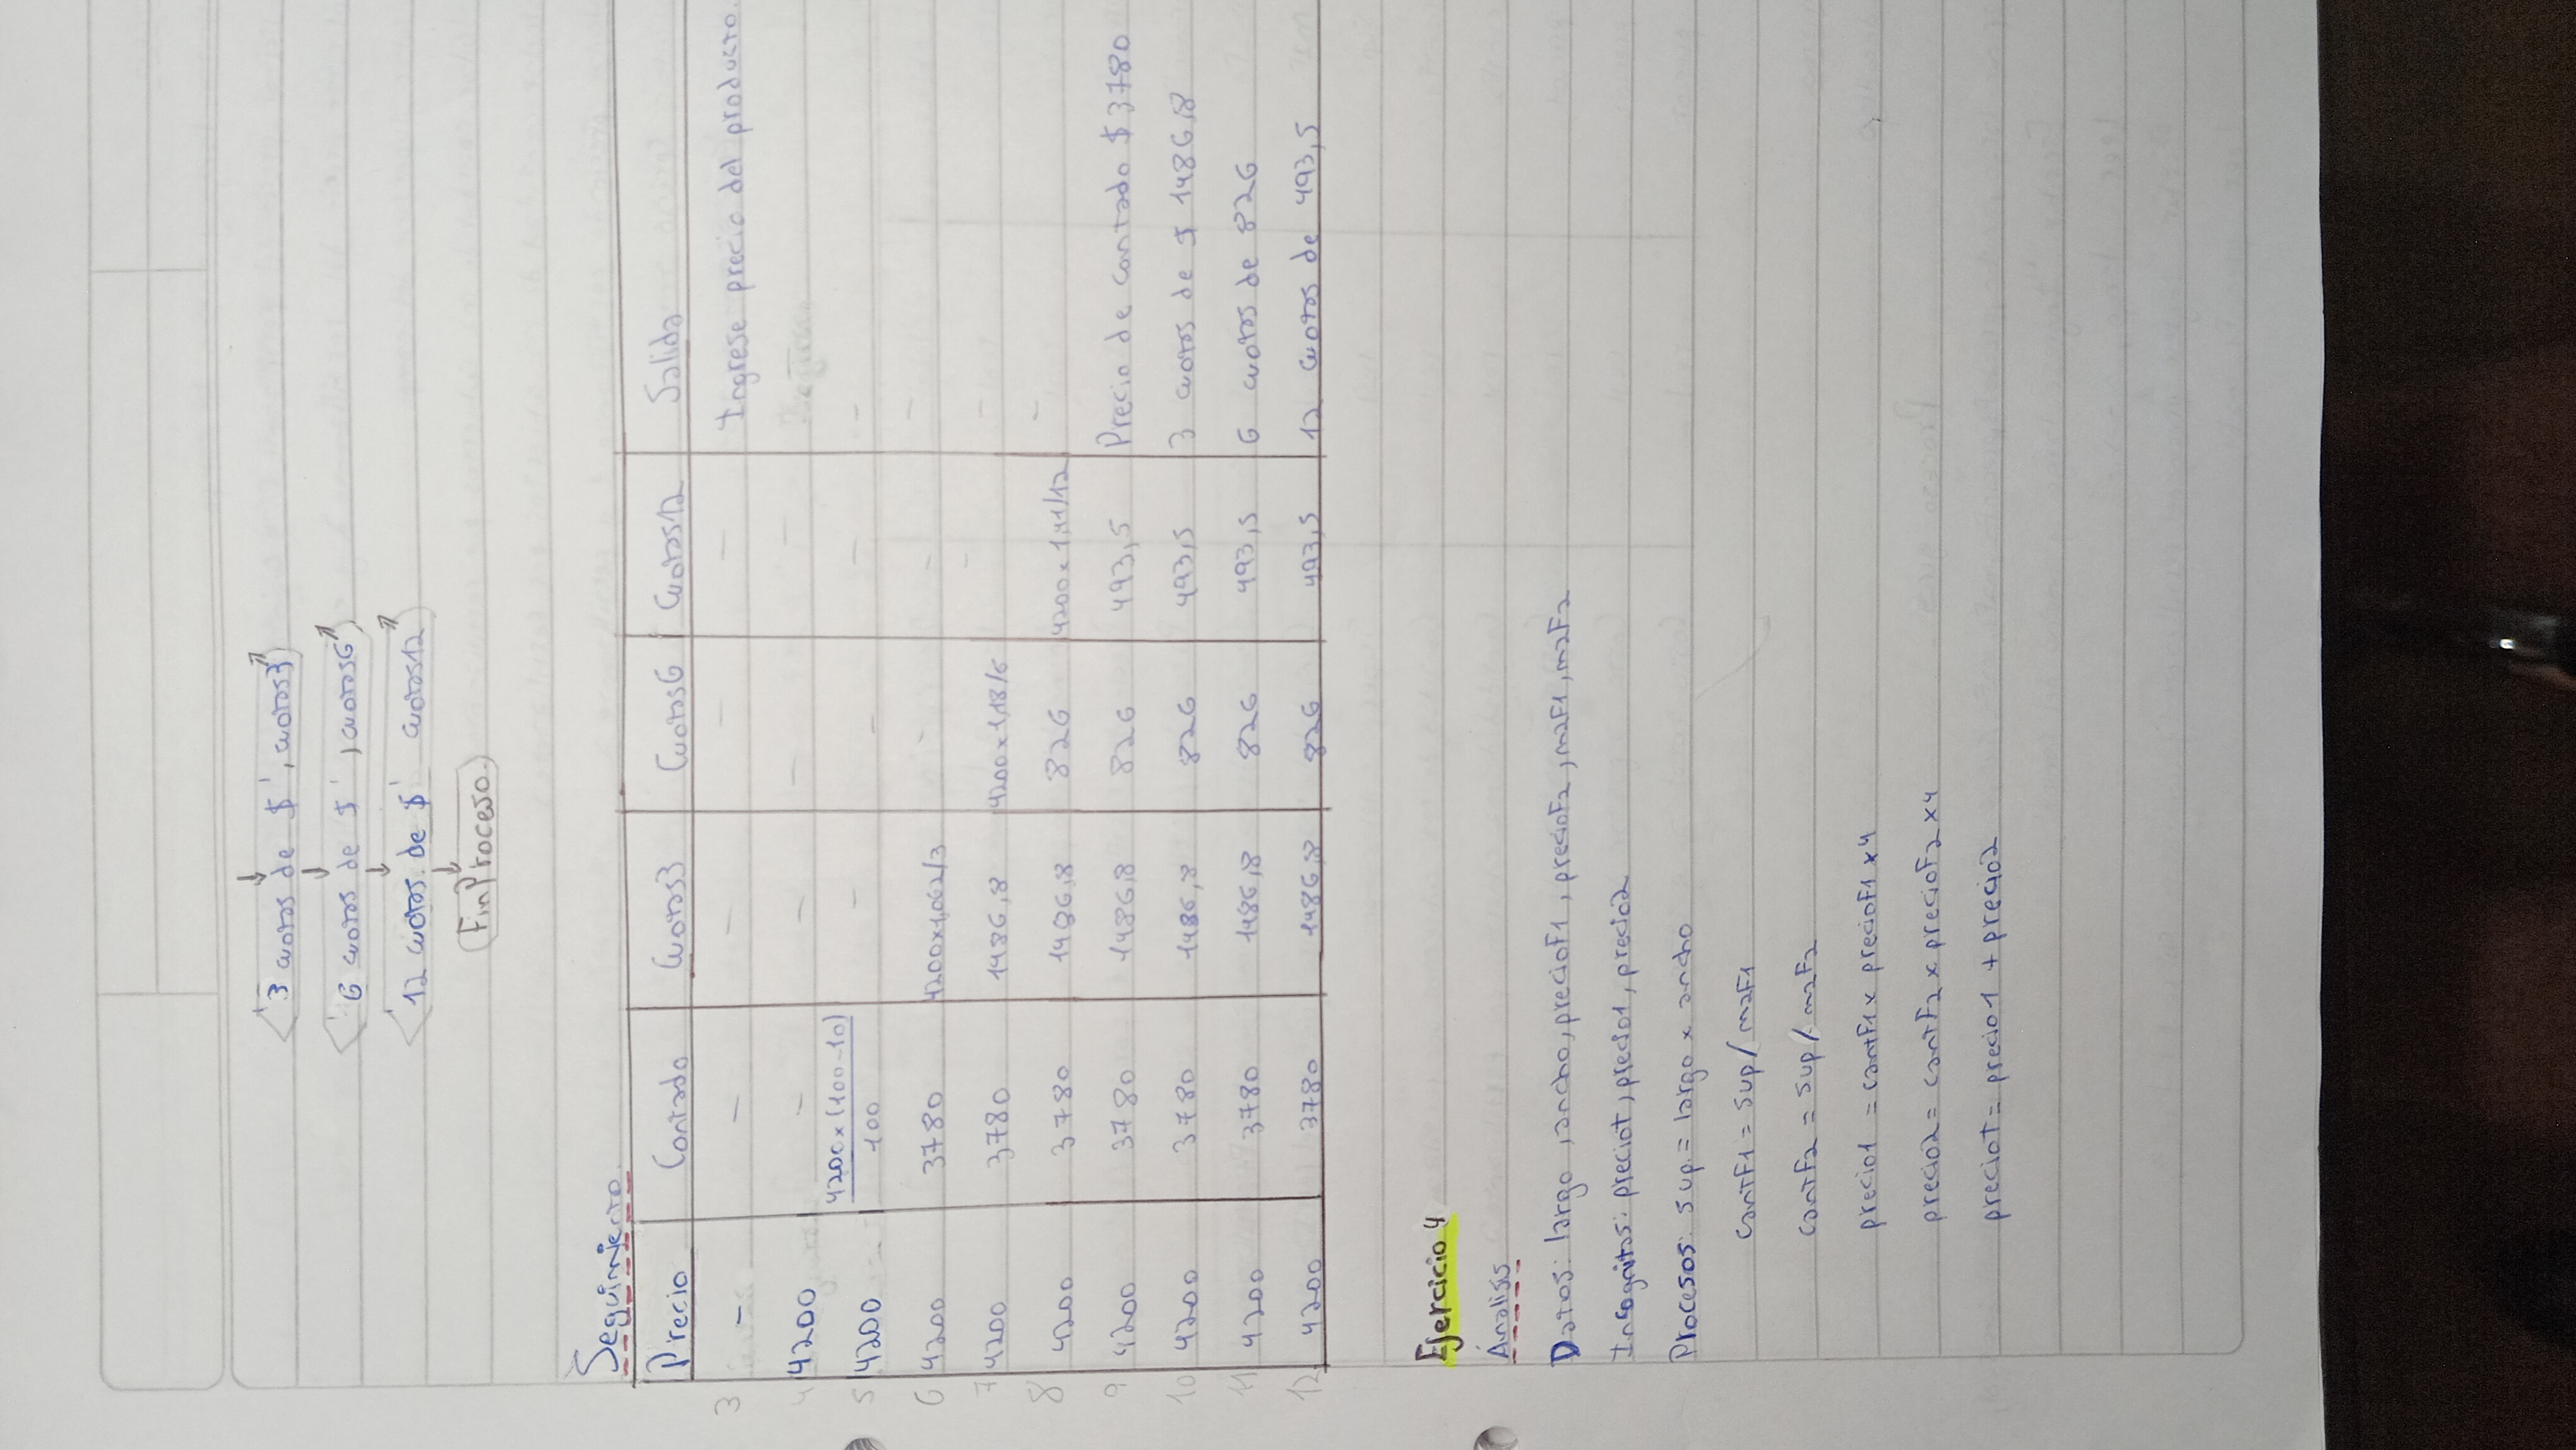 '3 cuotas de $', cuotas3
'6 cuotas de $', cuotas6
'12 cuotas de $' cuotas12
FinProceso.
Seguimiento.
Precio Contado Cuotas3 Cuotas6 Cuotas12 Salida
3 - - - - - Ingrese precio del producto.
4 4200 - - - -
5 4200 4200x(100-10)/100 - - - -
6 4200 3780 4200x1,062/3 - - -
7 4200 3780 1486,8 4200x1,18/6 - -
8 4200 3780 1486,8 826 4200x1,41/12 -
9 4200 3780 1486,8 826 493,5 Precio de contado $3780
10 4200 3780 1486,8 826 493,5 3 cuotas de $ 1486,8
11 4200 3780 1486,8 826 493,5 6 cuotas de 826
12 4200 3780 1486,8 826 493,5 12 cuotas de 493,5
Ejercicio 4
Ánalisis
Datos: largo, ancho, precioF1, precioF2, m2F1, m2F2
Incognitas: precioT, precio1, precio2
Procesos: sup. = largo x ancho
cantF1 = sup/m2F1
cantF2 = sup/m2F2
precio1 = cantF1 x precioF1 x 4
precio2 = cantF2 x precioF2 x 4
precioT = precio1 + precio2